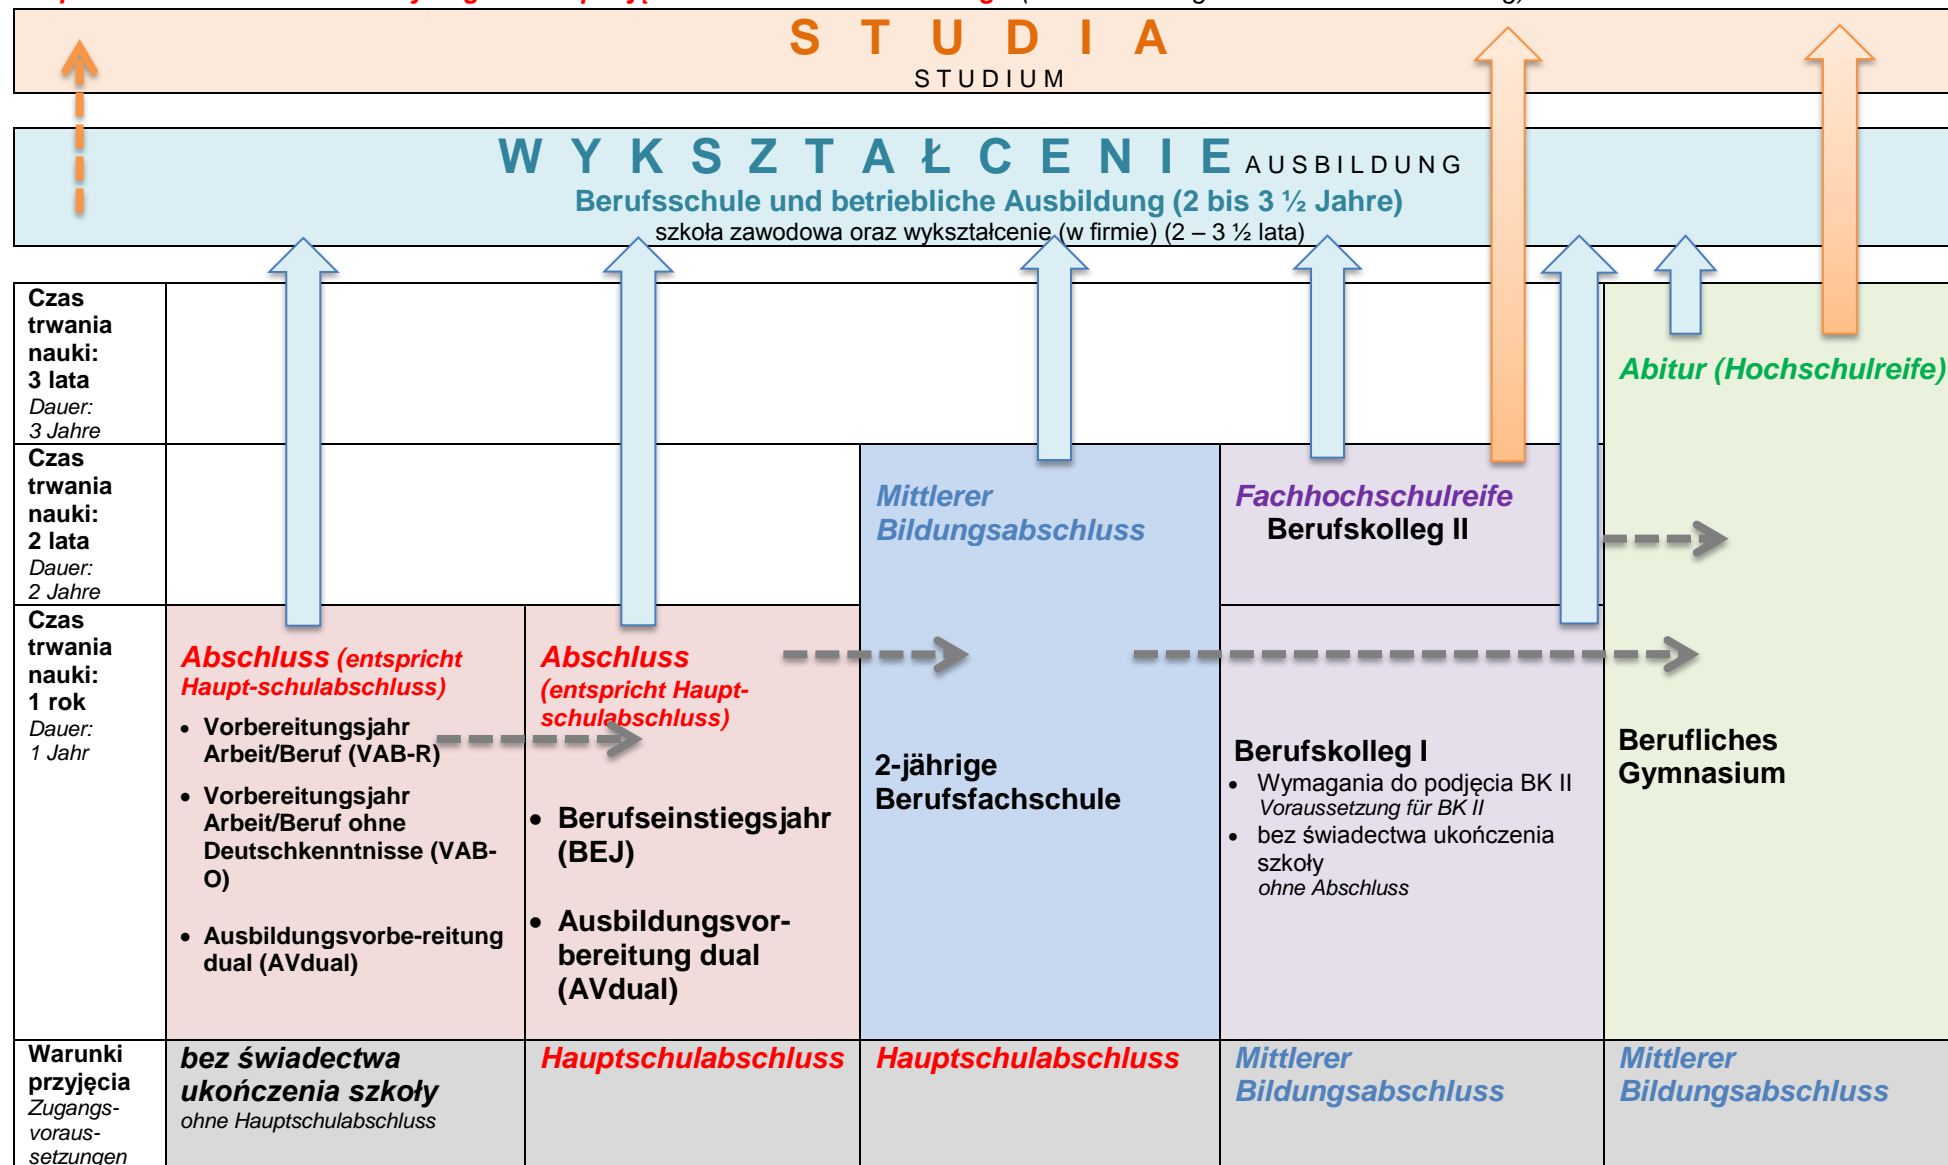 S T U D I A
STUDIUM
W Y K S Z T A Ł C E N I E AUSBILDUNG
Berufsschule und betriebliche Ausbildung (2 bis 3 ½ Jahre)
szkoła zawodowa oraz wykształcenie (w firmie) (2 – 3 ½ lata)
Czas
trwania
nauki:
3 lata
Dauer:
3 Jahre
Abitur (Hochschulreife)
Czas
trwania
nauki:
2 lata
Dauer:
2 Jahre
Mittlerer
Bildungsabschluss
Fachhochschulreife
Berufskolleg II
Czas
trwania
nauki:
1 rok
Dauer:
1 Jahr
Abschluss (entspricht
Haupt-schulabschluss)
• Vorbereitungsjahr
Arbeit/Beruf (VAB-R)
• Vorbereitungsjahr
Arbeit/Beruf ohne
Deutschkenntnisse (VAB-
O)
• Ausbildungsvorbe-reitung
dual (AVdual)
Abschluss
(entspricht Haupt-
schulabschluss)
• Berufseinstiegsjahr
(BEJ)
• Ausbildungsvor-
bereitung dual
(AVdual)
2-jährige
Berufsfachschule
Berufskolleg I
• Wymagania do podjęcia BK II
Voraussetzung für BK II
• bez świadectwa ukończenia
szkoły
ohne Abschluss
Berufliches
Gymnasium
Warunki
przyjęcia
Zugangs-
voraus-
setzungen
bez świadectwa
ukończenia szkoły
ohne Hauptschulabschluss
Hauptschulabschluss
Hauptschulabschluss
Mittlerer
Bildungsabschluss
Mittlerer
Bildungsabschluss